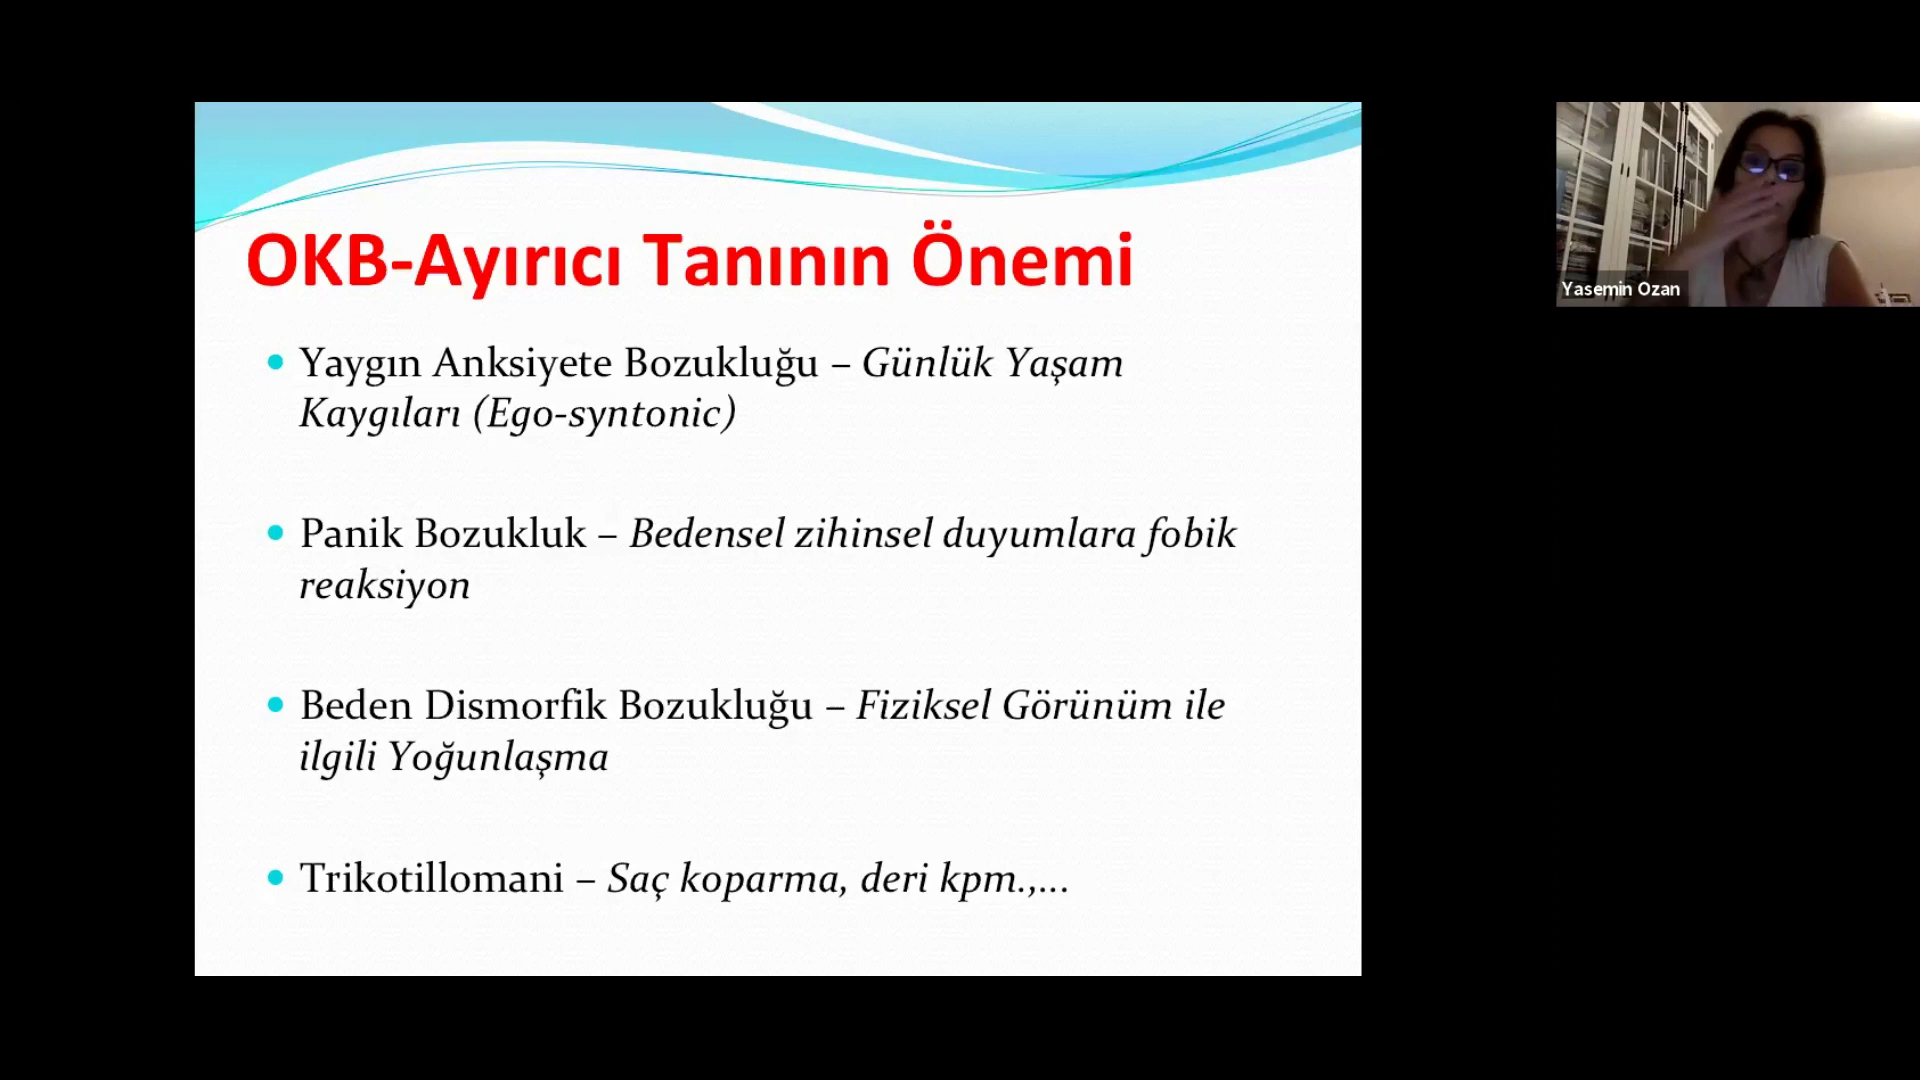 OKB-Ayırıcı Tanının Önemi
• Yaygın Anksiyete Bozukluğu – Günlük Yaşam
Kaygıları (Ego-syntonic)
• Panik Bozukluk – Bedensel zihinsel duyumlara fobik
reaksiyon
• Beden Dismorfik Bozukluğu – Fiziksel Görünüm ile
ilgili Yoğunlaşma
• Trikotillomani – Saç koparma, deri kpm.,...
Yasemin Ozan